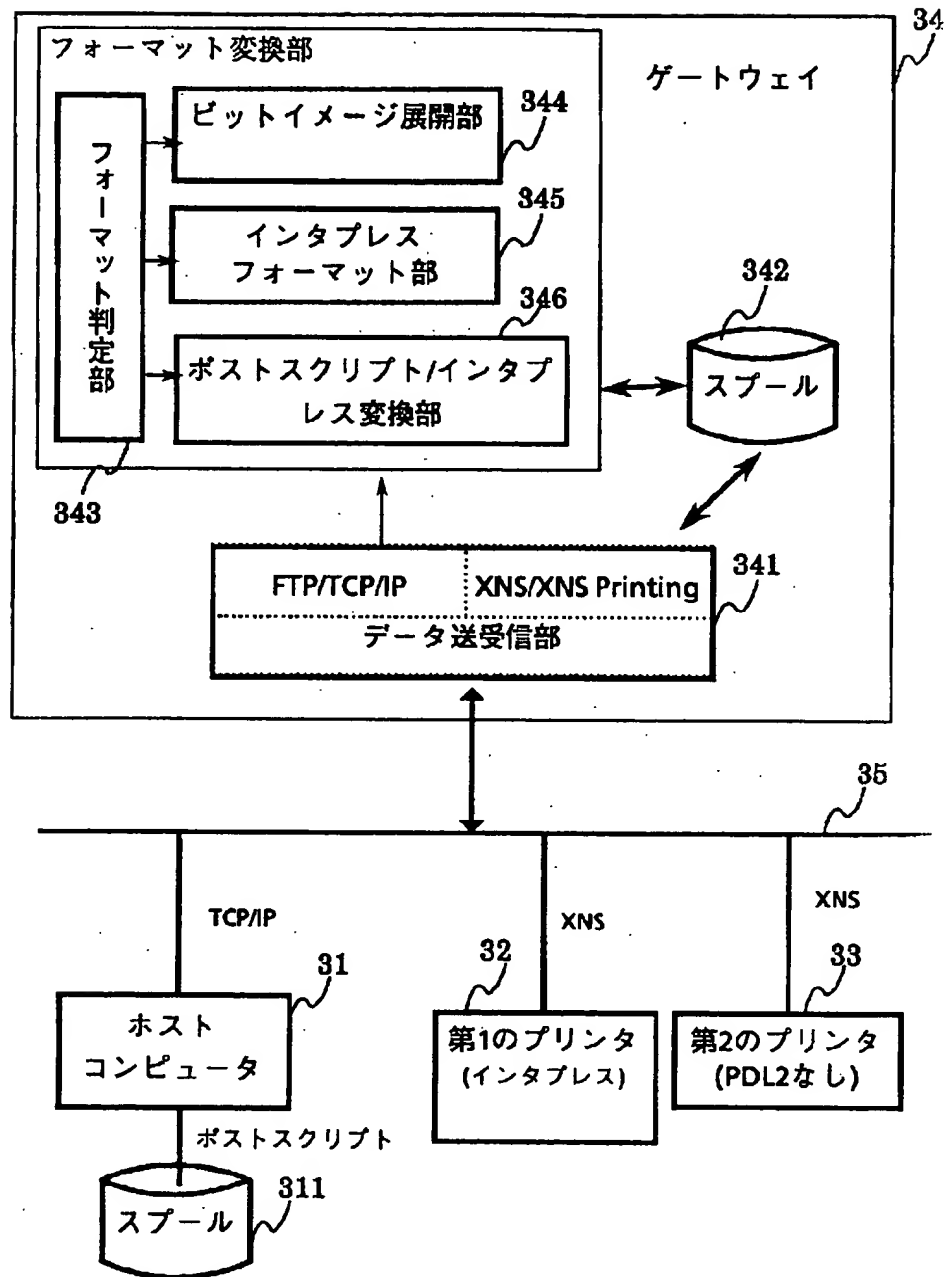 34
フォーマット変換部
ゲートウェイ
ビットイメージ展開部
344
フォーマット判定部
345
インタプレス
フォーマット部
346
342
ポストスクリプト/インタプ
レス変換部
スプール
343
341
FTP/TCP/IP
XNS/XNS Printing
データ送受信部
35
TCP/IP
XNS
XNS
31
32
33
ホスト
コンピュータ
第1のプリンタ
(インタプレス)
第2のプリンタ
(PDL2なし)
ポストスクリプト
スプール
311